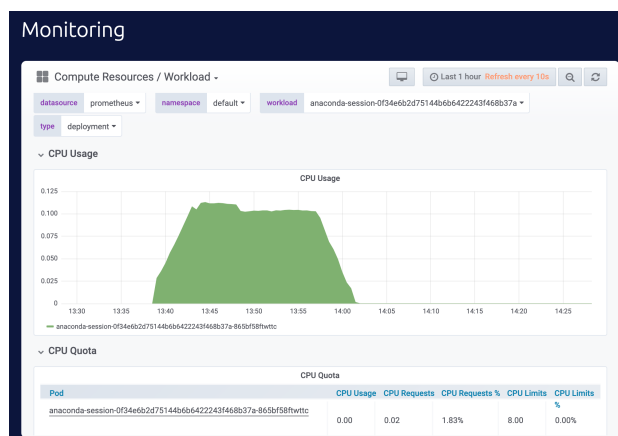 Monitoring
Compute Resources / Workload
Last 1 hour Refresh every 10s
datasource prometheus namespace default workload anaconda-session-0f34e6b2d75144b6b6422243f468b37a
type deployment
CPU Usage
CPU Usage
0.125
0.100
0.075
0.050
0.025
0
13:30 13:35 13:40 13:45 13:50 13:55 14:00 14:05 14:10 14:15 14:20 14:25
anaconda-session-0f34e6b2d75144b6b6422243f468b37a-865bf58ftwttc
CPU Quota
CPU Quota
Pod CPU Usage CPU Requests CPU Requests % CPU Limits CPU Limits %
anaconda-session-0f34e6b2d75144b6b6422243f468b37a-865bf58ftwttc 0.00 0.02 1.83% 8.00 0.00%